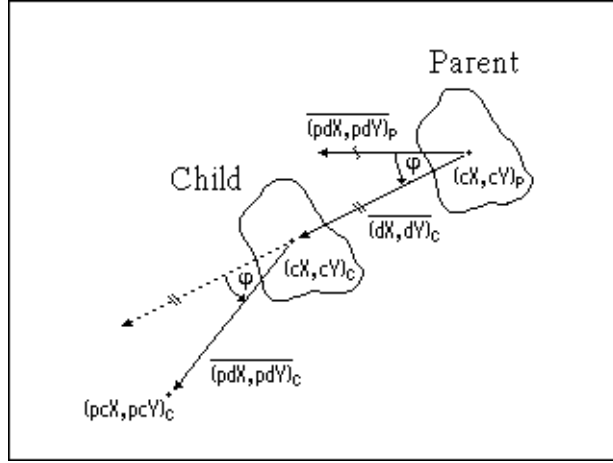 Parent
(pdX,pdY)P
φ
(cX,cY)P
Child
(dX,dY)C
(cX,cY)C
φ
(pdX,pdY)C
(pcX,pcY)C